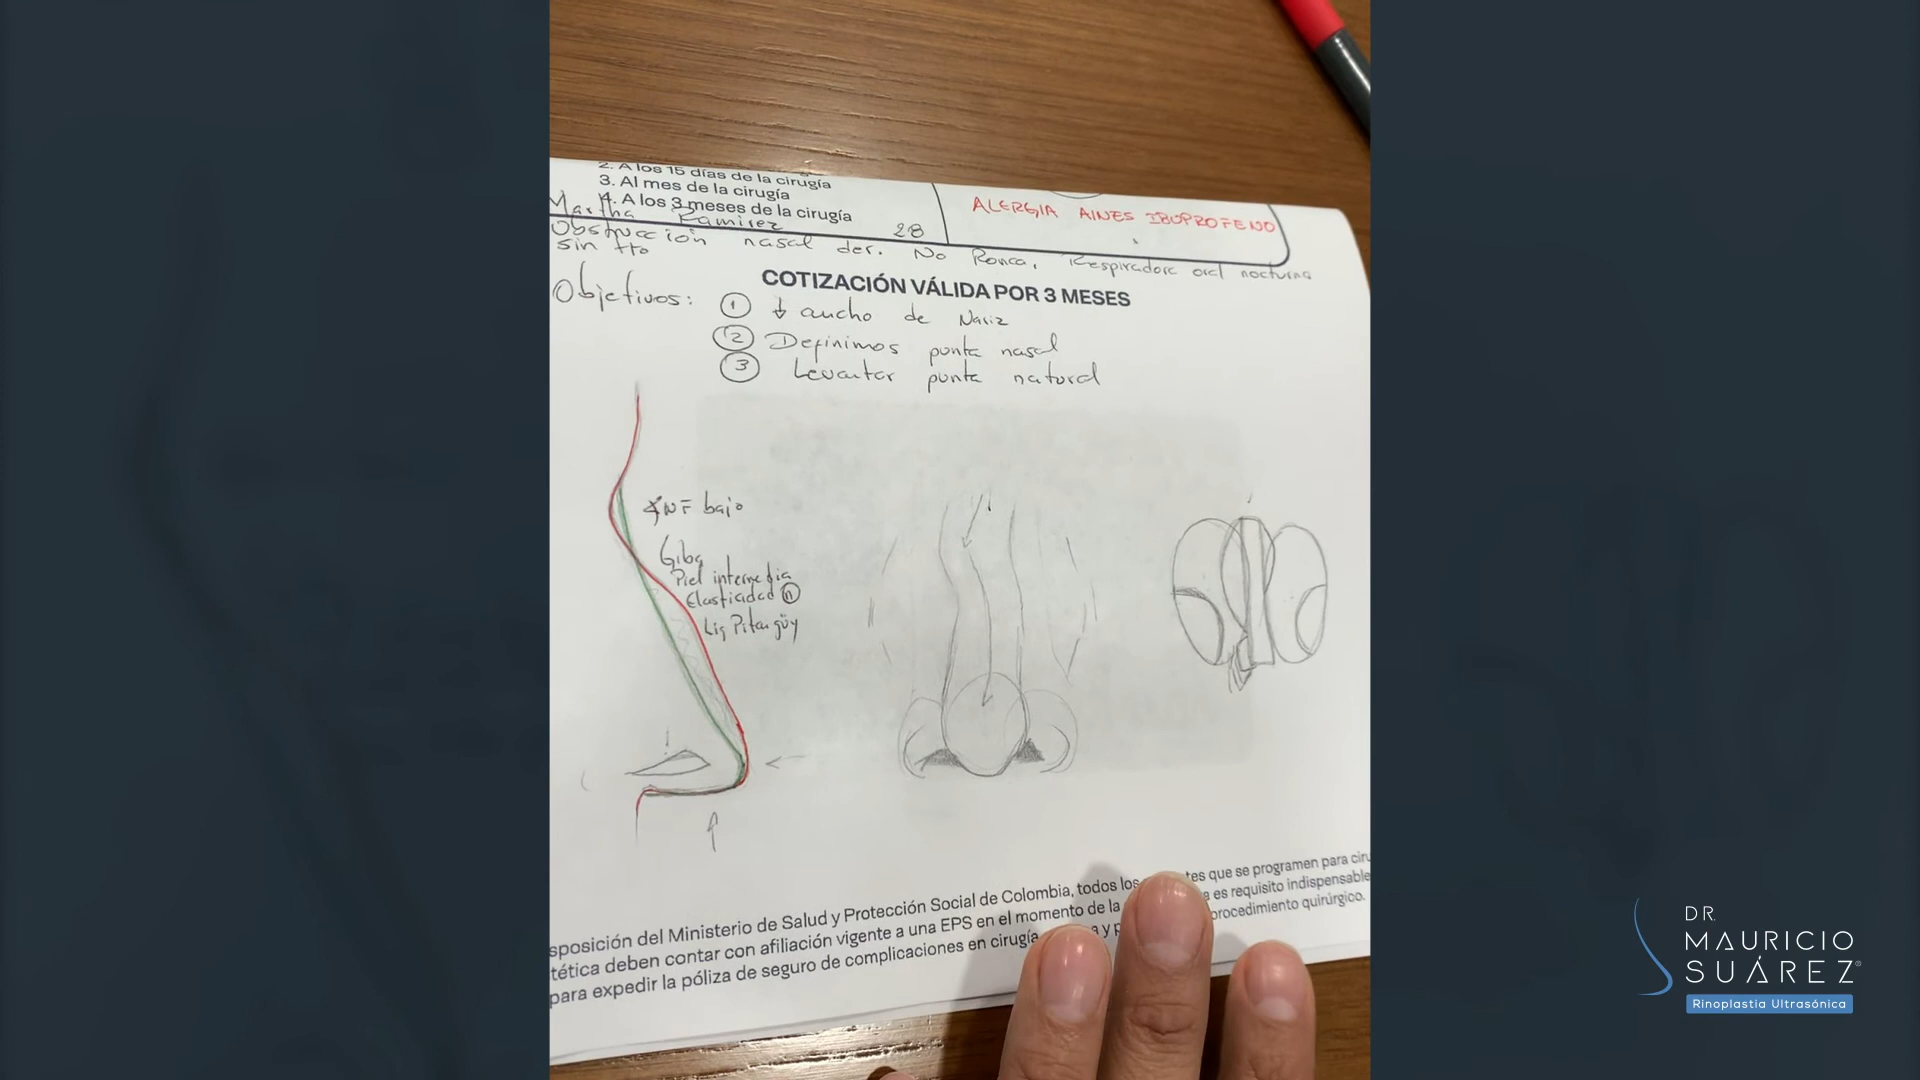 2. A los 15 días de la cirugía
3. Al mes de la cirugía
4. A los 3 meses de la cirugía
Martha Ramirez 28
ALERGIA AINES IBUPROFENO
Obstrucción nasal der. No Ronca, Respiradora oral nocturna
sin tto
COTIZACIÓN VÁLIDA POR 3 MESES
Objetivos: 1 ↓ ancho de Nariz
2 Definimos punta nasal
3 Levantar punta natural
∢NF bajo
Giba
Piel intermedia
Elasticidad n
Lig Pitanguy
sposición del Ministerio de Salud y Protección Social de Colombia, todos los tes que se programen para ciru
tética deben contar con afiliación vigente a una EPS en el momento de la a es requisito indispensable
para expedir la póliza de seguro de complicaciones en cirugía a y p procedimiento quirúrgico.
DR.
MAURICIO
SUÁREZ®
Rinoplastia Ultrasónica